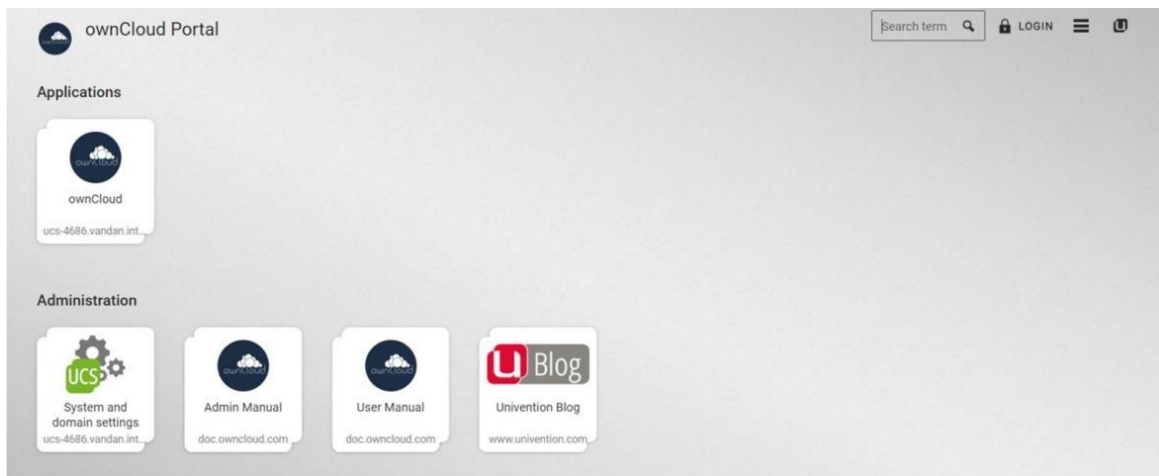 ownCloud Portal
Search term
LOGIN
Applications
ownCloud
ownCloud
ucs-4686.vandan.int...
Administration
UCS
System and
domain settings
ucs-4686.vandan.int...
ownCloud
Admin Manual
doc.owncloud.com
ownCloud
User Manual
doc.owncloud.com
u Blog
Univention Blog
www.univention.com